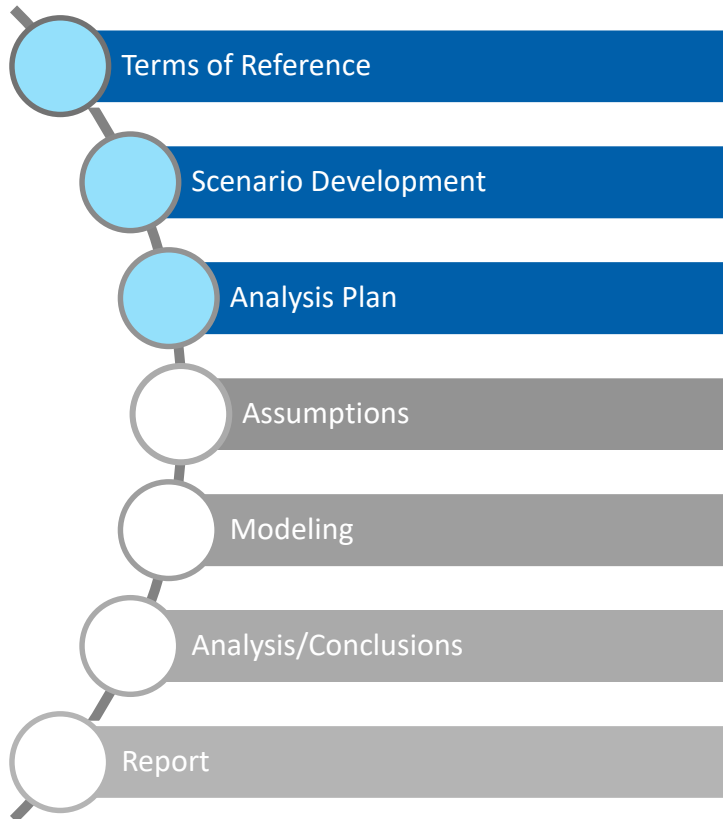 Terms of Reference
Scenario Development
Analysis Plan
Assumptions
Modeling
Analysis/Conclusions
Report